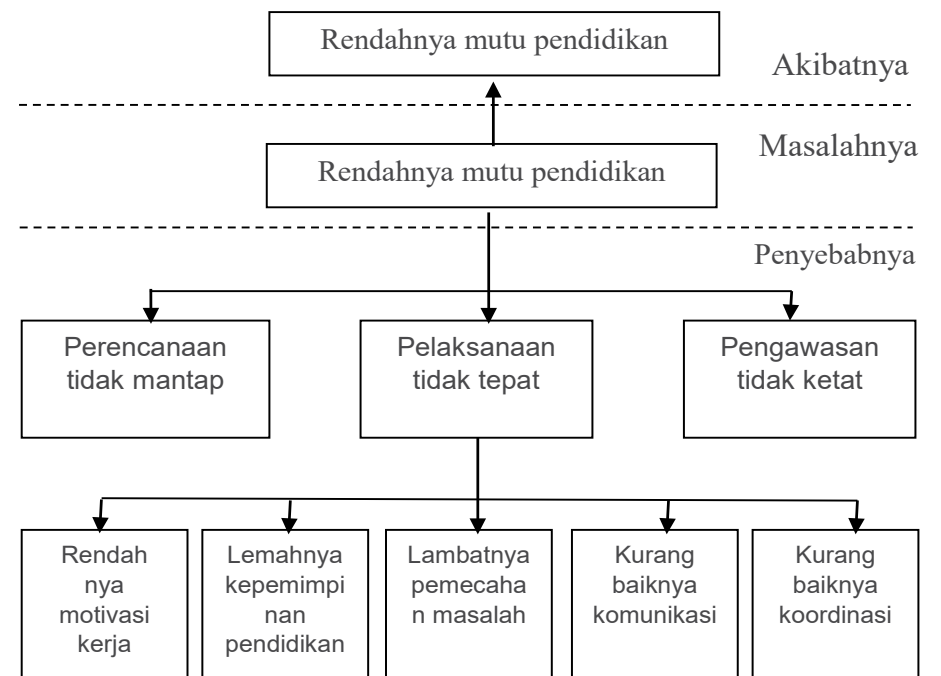 Rendahnya mutu pendidikan
Akibatnya
Masalahnya
Rendahnya mutu pendidikan
Penyebabnya
Perencanaan
tidak mantap
Pelaksanaan
tidak tepat
Pengawasan
tidak ketat
Rendah
nya
motivasi
kerja
Lemahnya
kepemimpi
nan
pendidikan
Lambatnya
pemecaha
n masalah
Kurang
baiknya
komunikasi
Kurang
baiknya
koordinasi